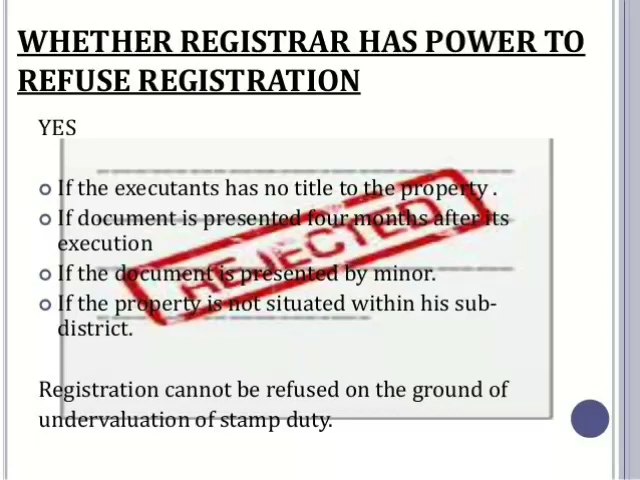 WHETHER REGISTRAR HAS POWER TO
REFUSE REGISTRATION
YES
If the executants has no title to the property .
If document is presented four months after its
execution
If the document is presented by minor.
If the property is not situated within his sub-
district.
REJECTED
Registration cannot be refused on the ground of
undervaluation of stamp duty.